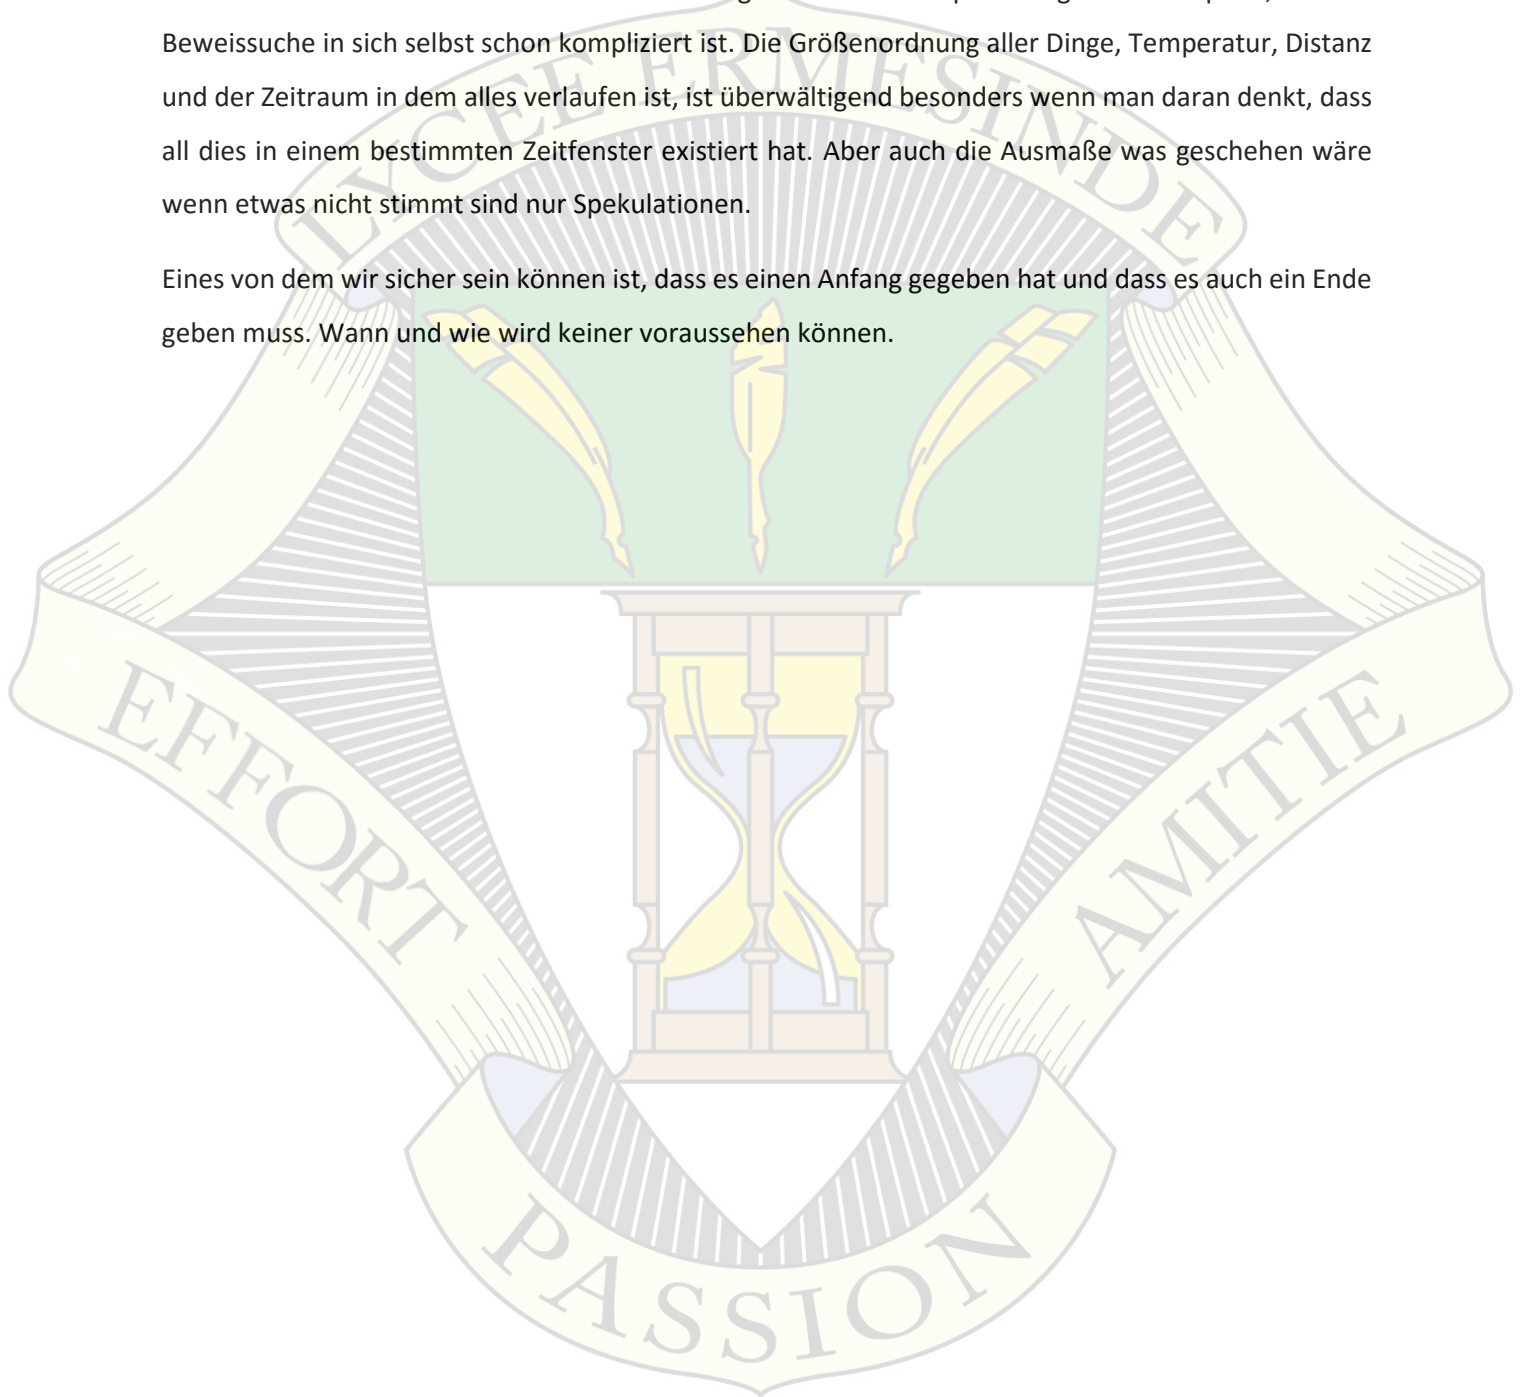 Beweissuche in sich selbst schon kompliziert ist. Die Größenordnung aller Dinge, Temperatur, Distanz
und der Zeitraum in dem alles verlaufen ist, ist überwältigend besonders wenn man daran denkt, dass
all dies in einem bestimmten Zeitfenster existiert hat. Aber auch die Ausmaße was geschehen wäre
wenn etwas nicht stimmt sind nur Spekulationen.
Eines von dem wir sicher sein können ist, dass es einen Anfang gegeben hat und dass es auch ein Ende
geben muss. Wann und wie wird keiner voraussehen können.
LYCEE ERMESINDE
EFFORT
AMITIE
PASSION